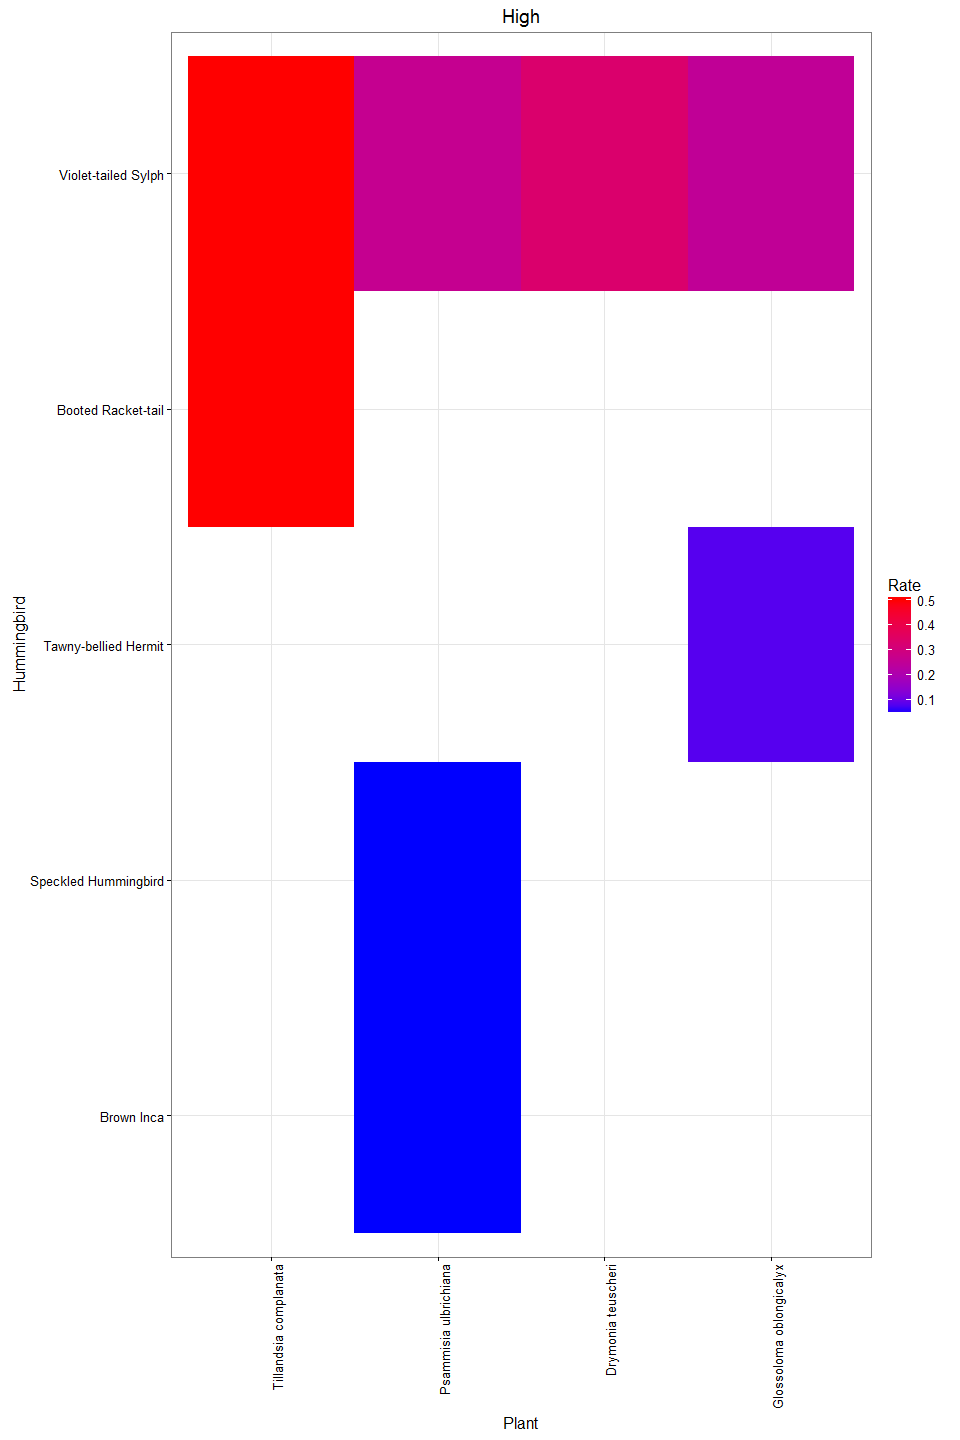 High
Violet-tailed Sylph
Booted Racket-tail
Tawny-bellied Hermit
Speckled Hummingbird
Brown Inca
Hummingbird
Rate
0.5
0.4
0.3
0.2
0.1
Tillandsia complanata
Psammisia ulbrichiana
Drymonia teuscheri
Glossoloma oblongicalyx
Plant